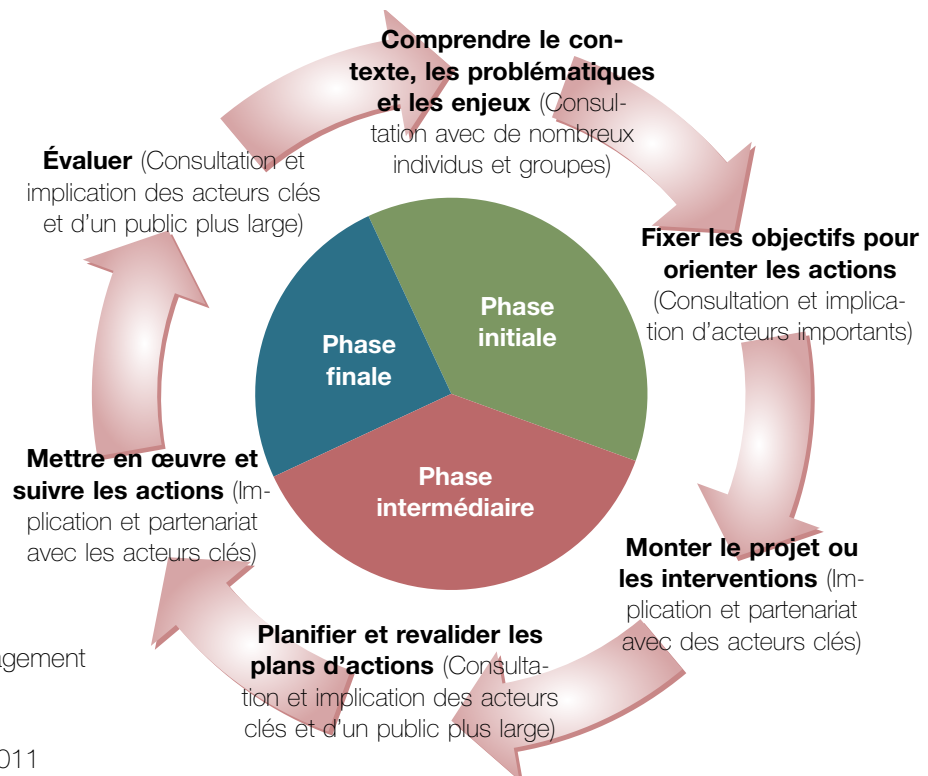 Comprendre le con-
texte, les problématiques
et les enjeux (Consul-
tation avec de nombreux
individus et groupes)
Fixer les objectifs pour
orienter les actions
(Consultation et implica-
tion d'acteurs importants)
Monter le projet ou
les interventions (Im-
plication et partenariat
avec des acteurs clés)
Planifier et revalider les
plans d'actions (Consulta-
tion et implication des acteurs
clés et d'un public plus large)
Mettre en œuvre et
suivre les actions (Im-
plication et partenariat
avec les acteurs clés)
Évaluer (Consultation et
implication des acteurs clés
et d'un public plus large)
Phase
initiale
Phase
intermédiaire
Phase
finale
agement
011